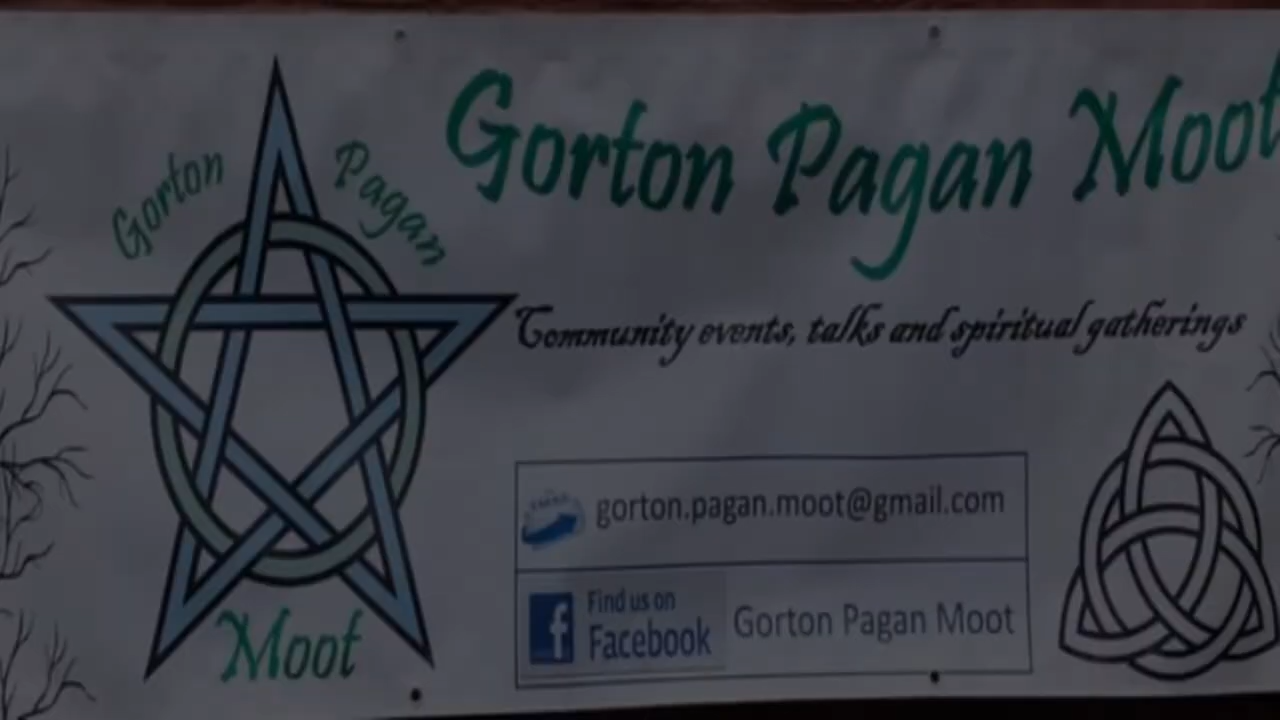 Gorton Pagan Moot
Gorton Pagan Moot
Community events, talks and spiritual gatherings
gorton.pagan.moot@gmail.com
Find us on
Facebook
Gorton Pagan Moot